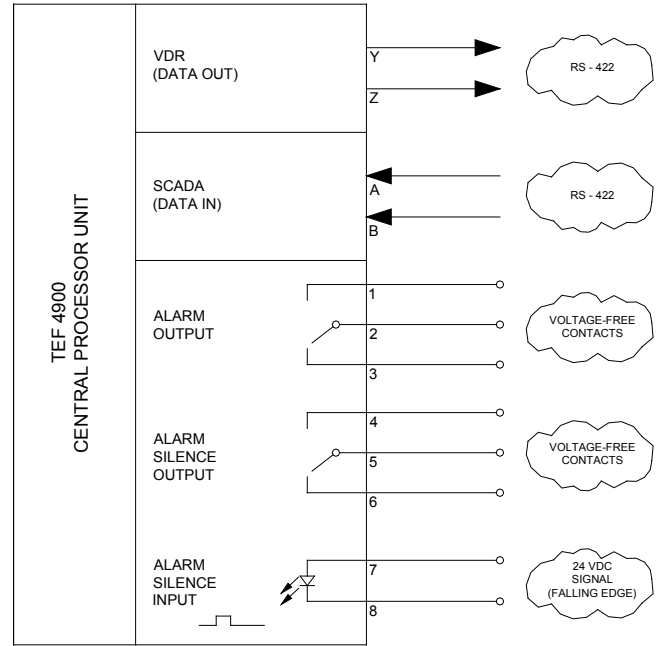 TEF 4900
CENTRAL PROCESSOR UNIT
VDR
(DATA OUT)
Y
Z
RS - 422
SCADA
(DATA IN)
A
B
RS - 422
ALARM
OUTPUT
1
2
3
VOLTAGE-FREE
CONTACTS
ALARM
SILENCE
OUTPUT
4
5
6
VOLTAGE-FREE
CONTACTS
ALARM
SILENCE
INPUT
7
8
24 VDC
SIGNAL
(FALLING EDGE)